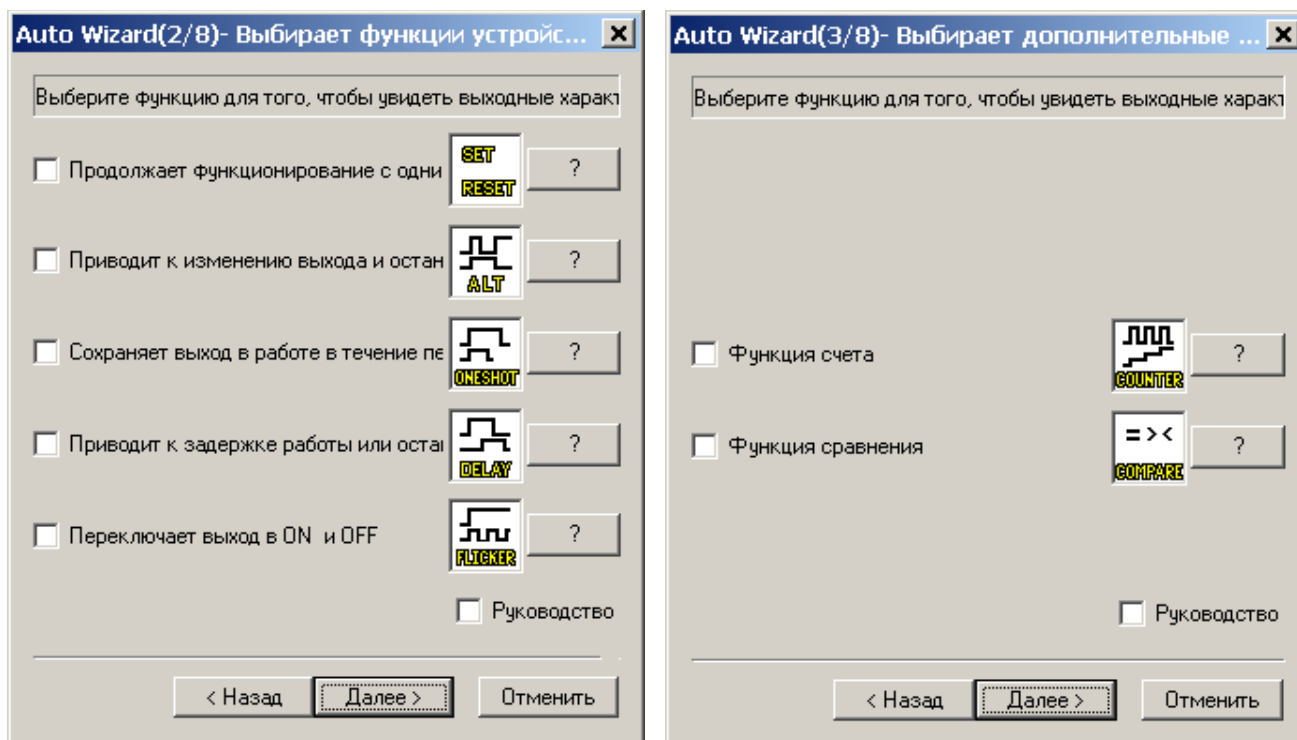 Auto Wizard(2/8)- Выбирает функции устройс...
Выберите функцию для того, чтобы увидеть выходные характ
Продолжает функционирование с одни
SET
RESET
?
Приводит к изменению выхода и остан
ALT
?
Сохраняет выход в работе в течение пе
ONESHOT
?
Приводит к задержке работы или оста
DELAY
?
Переключает выход в ON и OFF
FLICKER
?
Руководство
< Назад
Далее >
Отменить
Auto Wizard(3/8)- Выбирает дополнительные ...
Выберите функцию для того, чтобы увидеть выходные характ
Функция счета
COUNTER
?
Функция сравнения
= > <
COMPARE
?
Руководство
< Назад
Далее >
Отменить